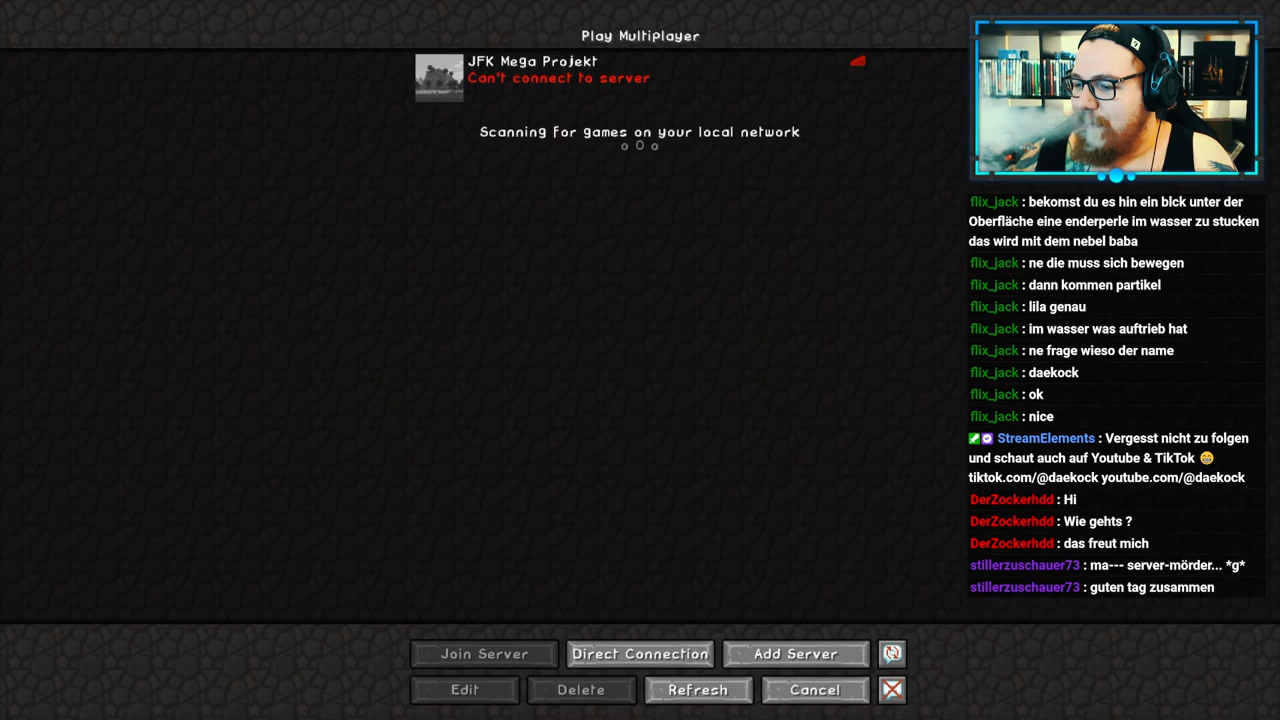 Play Multiplayer
JFK Mega Projekt
Can't connect to server
Scanning for games on your local network
o O o
flix_jack : bekomst du es hin ein blck unter der
Oberfläche eine enderperle im wasser zu stucken
das wird mit dem nebel baba
flix_jack : ne die muss sich bewegen
flix_jack : dann kommen partikel
flix_jack : lila genau
flix_jack : im wasser was auftrieb hat
flix_jack : ne frage wieso der name
flix_jack : daekock
flix_jack : ok
flix_jack : nice
StreamElements : Vergesst nicht zu folgen
und schaut auch auf Youtube & TikTok 😁
tiktok.com/@daekock youtube.com/@daekock
DerZockerhdd : Hi
DerZockerhdd : Wie gehts ?
DerZockerhdd : das freut mich
stillerzuschauer73 : ma--- server-mörder... *g*
stillerzuschauer73 : guten tag zusammen
Join Server
Direct Connection
Add Server
Edit
Delete
Refresh
Cancel